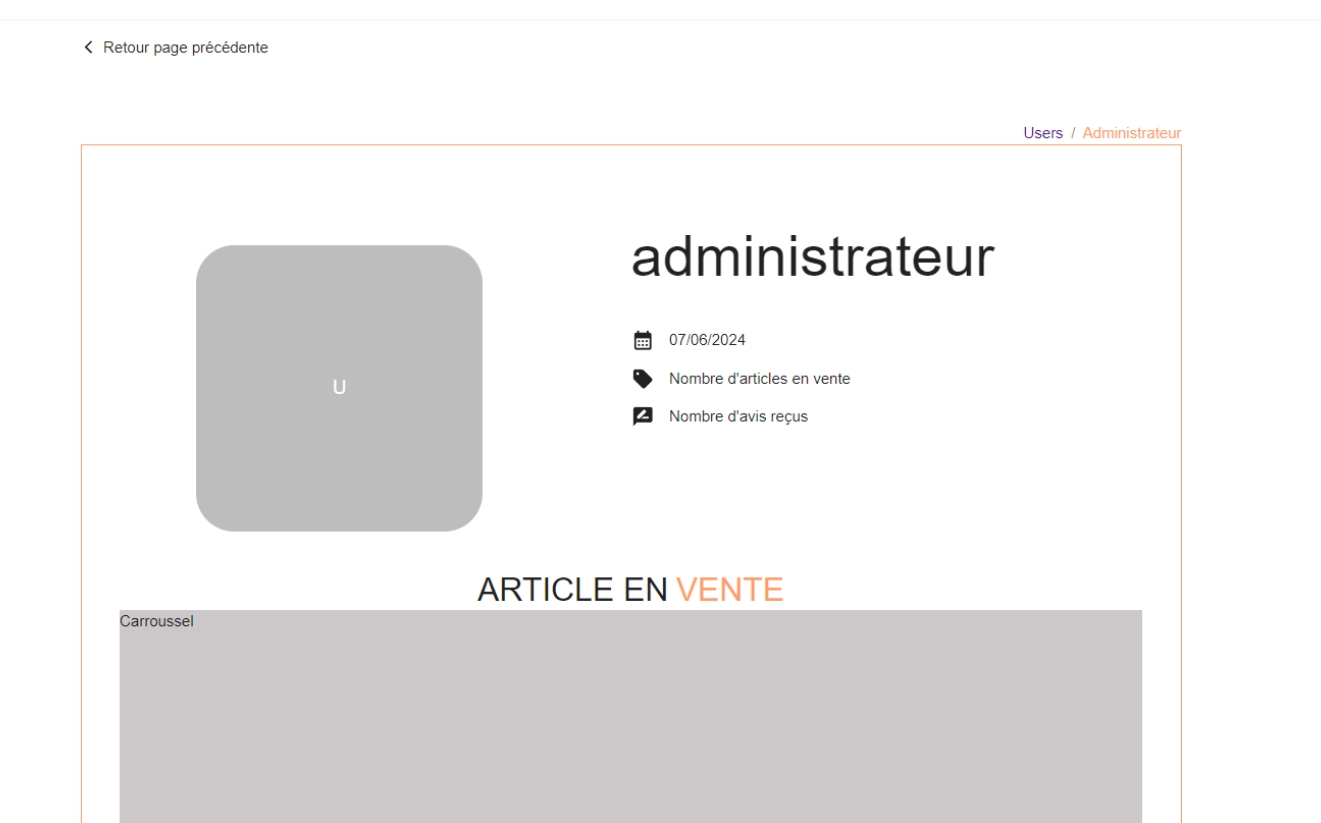 Retour page précédente
Users / Administrateur
administrateur
U
07/06/2024
Nombre d'articles en vente
Nombre d'avis reçus
ARTICLE EN VENTE
Carroussel